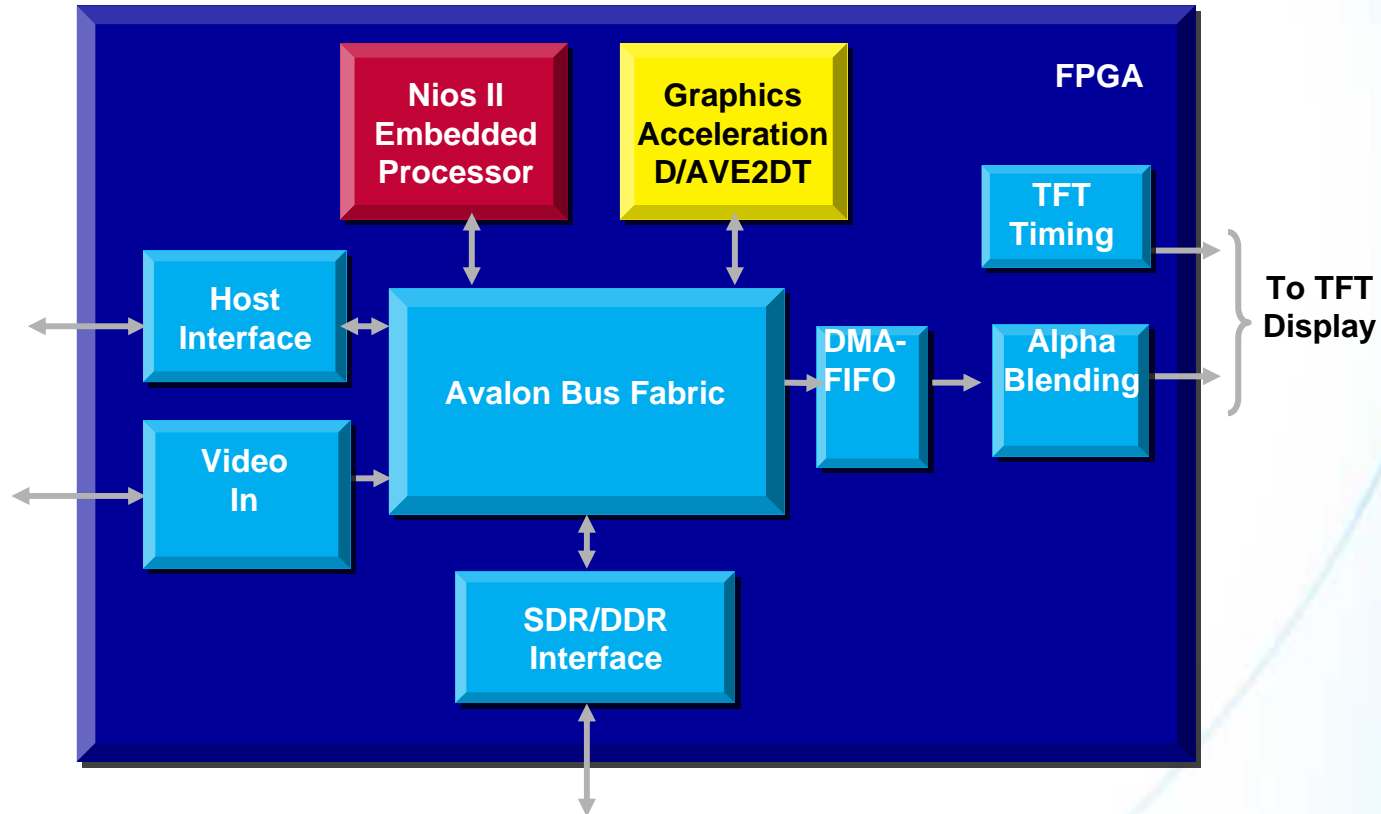 FPGA
Nios II
Embedded
Processor
Graphics
Acceleration
D/AVE2DT
TFT
Timing
Host
Interface
Avalon Bus Fabric
DMA-
FIFO
Alpha
Blending
To TFT
Display
Video
In
SDR/DDR
Interface